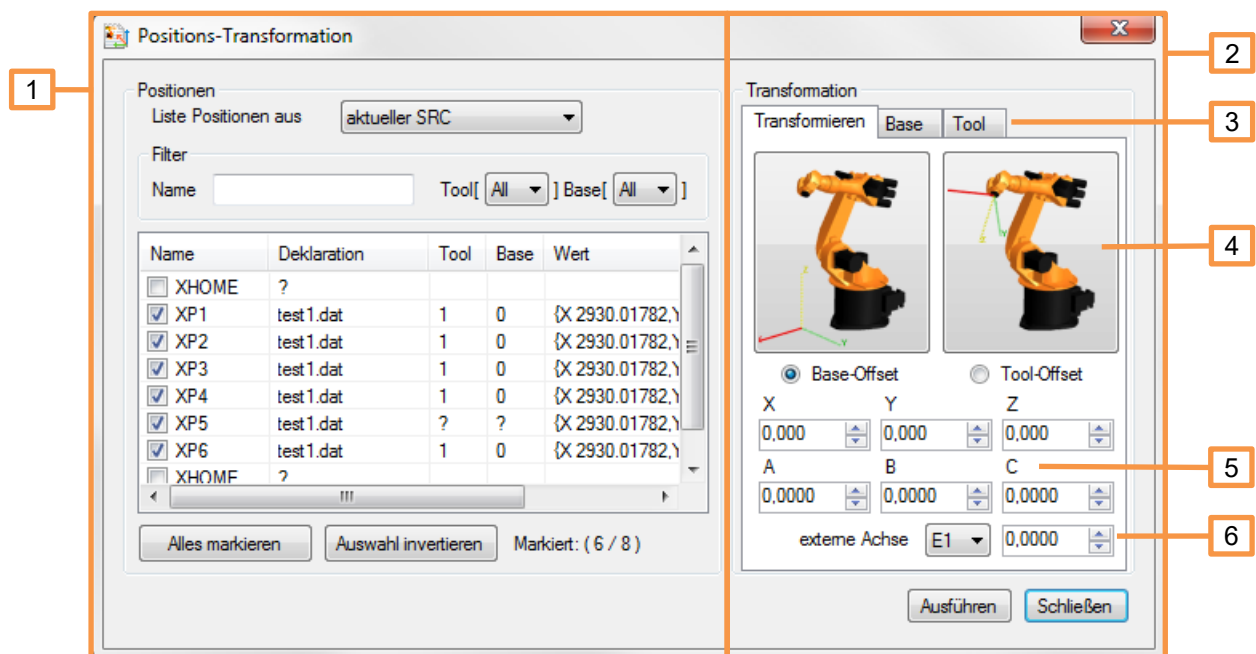 Positions-Transformation
1
2
Positionen
Liste Positionen aus aktueller SRC
Filter
Name Tool[ All ] Base[ All ]
Name Deklaration Tool Base Wert
XHOME ?
XP1 test1.dat 1 0 {X 2930.01782,Y
XP2 test1.dat 1 0 {X 2930.01782,Y
XP3 test1.dat 1 0 {X 2930.01782,Y
XP4 test1.dat 1 0 {X 2930.01782,Y
XP5 test1.dat ? ? {X 2930.01782,Y
XP6 test1.dat 1 0 {X 2930.01782,Y
XHOME ?
Alles markieren Auswahl invertieren Markiert: ( 6 / 8 )
Transformation
Transformieren Base Tool
3
Z
X
Y
Z
Y
4
Base-Offset Tool-Offset
X Y Z
0,000 0,000 0,000
A B C
5
0,0000 0,0000 0,0000
externe Achse E1 0,0000
6
Ausführen Schließen